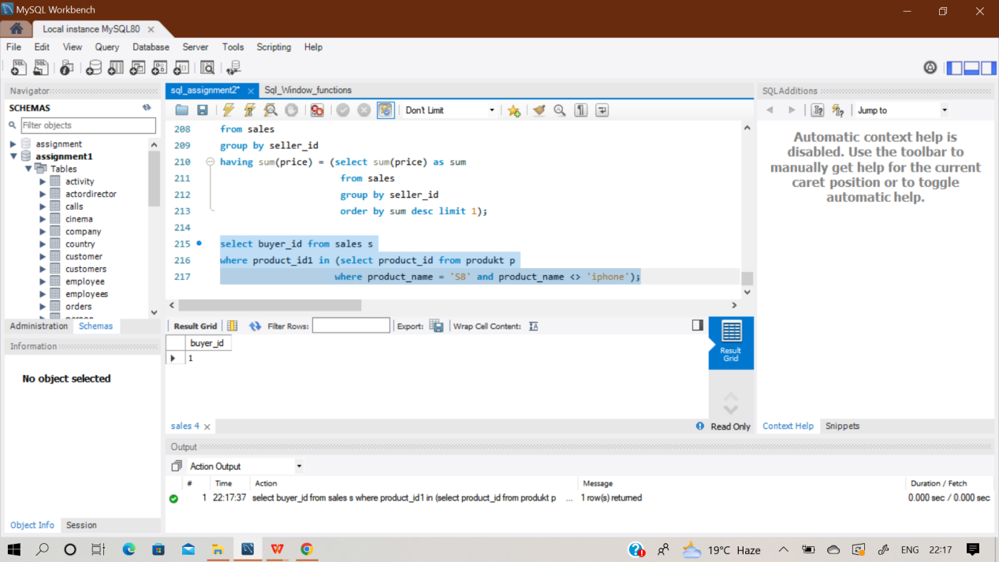 MySQL Workbench
Local instance MySQL80
File Edit View Query Database Server Tools Scripting Help
Navigator
SCHEMAS
Filter objects
assignment
assignment1
Tables
activity
actordirector
calls
cinema
company
country
customer
customers
employee
employees
orders
Administration Schemas
Information
No object selected
Object Info Session
sql_assignment2* Sql_Window_functions
Don't Limit
208 from sales
209 group by seller_id
210 having sum(price) = (select sum(price) as sum
211 from sales
212 group by seller_id
213 order by sum desc limit 1);
214
215 select buyer_id from sales s
216 where product_id1 in (select product_id from produkt p
217 where product_name = 'S8' and product_name <> 'iphone');
Result Grid Filter Rows: Export: Wrap Cell Content:
buyer_id
1
Result
Grid
sales 4 Read Only
Output
Action Output
# Time Action Message Duration / Fetch
1 22:17:37 select buyer_id from sales s where product_id1 in (select product_id from produkt p ... 1 row(s) returned 0.000 sec / 0.000 sec
SQLAdditions
Jump to
Automatic context help is
disabled. Use the toolbar to
manually get help for the current
caret position or to toggle
automatic help.
Context Help Snippets
19°C Haze ENG 22:17